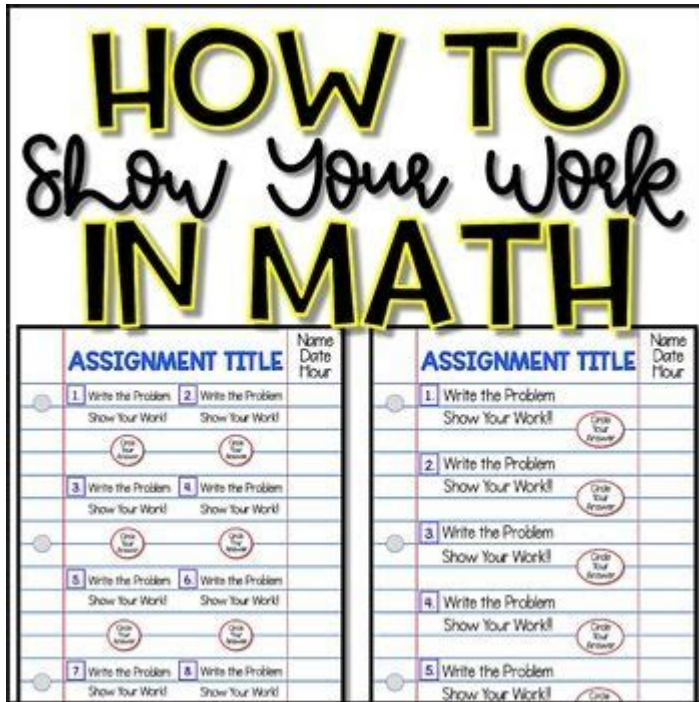 HOW TO
Show Your Work
IN MATH
ASSIGNMENT TITLE
Name
Date
Hour
1. Write the Problem 2. Write the Problem
Show Your Work! Show Your Work!
Circle Your Answer Circle Your Answer
3. Write the Problem 4. Write the Problem
Show Your Work! Show Your Work!
Circle Your Answer Circle Your Answer
5. Write the Problem 6. Write the Problem
Show Your Work! Show Your Work!
Circle Your Answer Circle Your Answer
7. Write the Problem 8. Write the Problem
Show Your Work! Show Your Work!
ASSIGNMENT TITLE
Name
Date
Hour
1. Write the Problem
Show Your Work!!
Circle Your Answer
2. Write the Problem
Show Your Work!!
Circle Your Answer
3. Write the Problem
Show Your Work!!
Circle Your Answer
4. Write the Problem
Show Your Work!!
Circle Your Answer
5. Write the Problem
Show Your Work!!
Circle